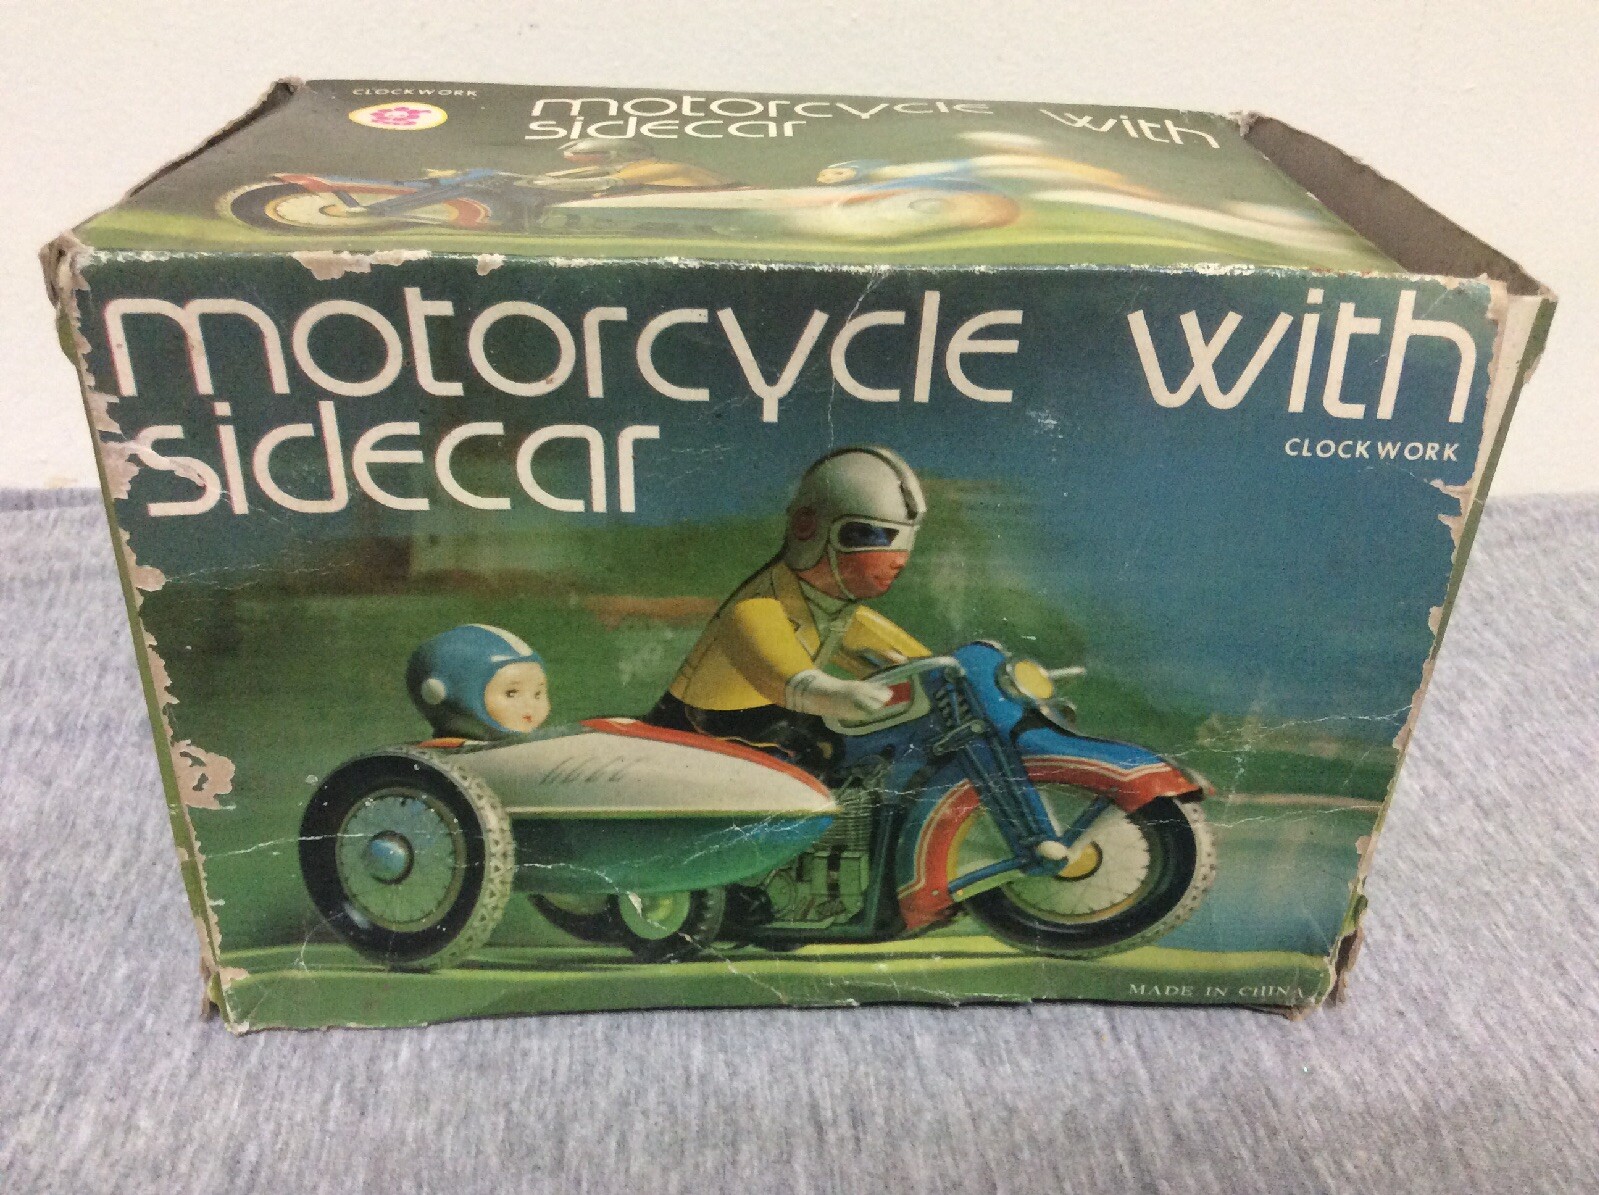 CLOCKWORK
motorcycle with
sidecar
motorcycle with
sidecar
CLOCKWORK
MADE IN CHINA